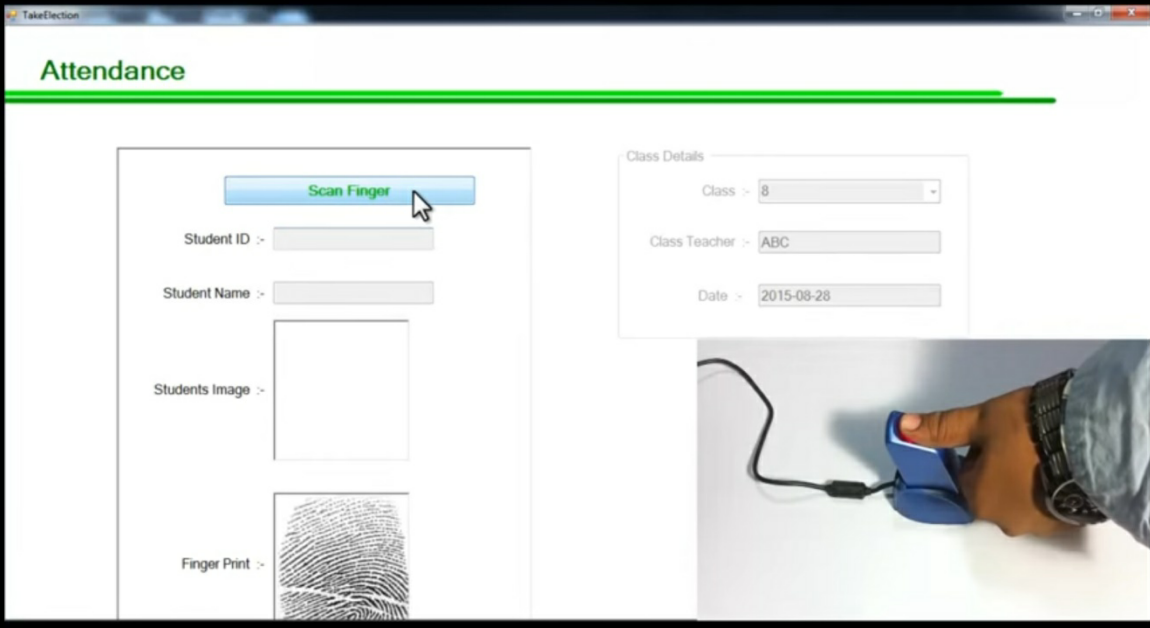 TakeElection
Attendance
Scan Finger
Student ID :-
Student Name :-
Students Image :-
Finger Print :-
Class Details
Class :- 8
Class Teacher :- ABC
Date :- 2015-08-28